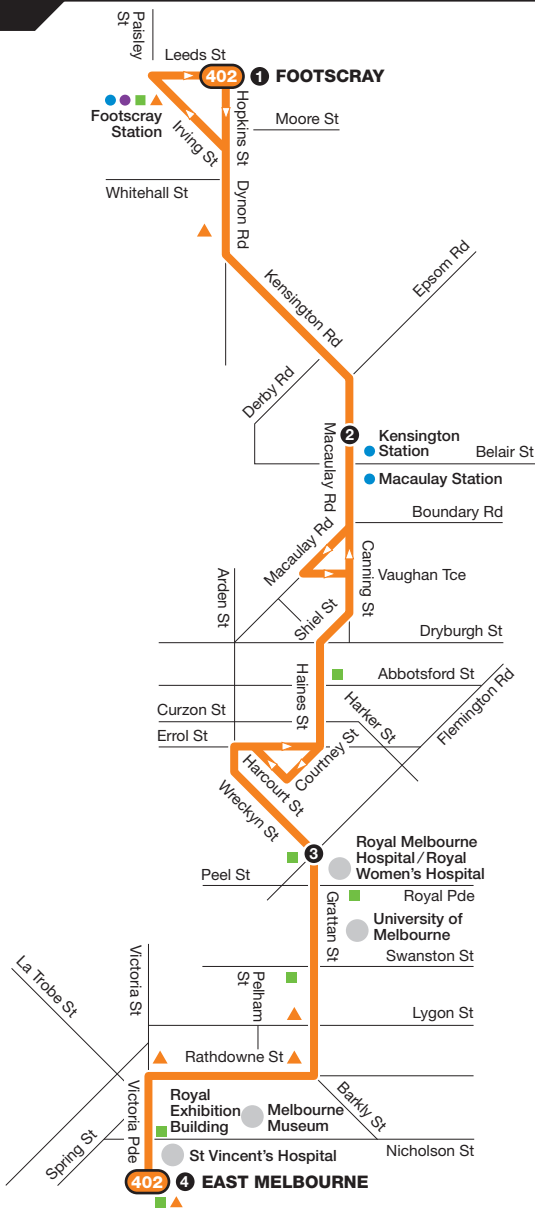 Paisley
St
Leeds St
402 1 FOOTSCRAY
Footscray
Station
Irving St
Hopkins St
Moore St
Whitehall St
Dynon Rd
Epsom Rd
Kensington Rd
Derby Rd
2
Macaulay Rd
Kensington
Station
Belair St
Macaulay Station
Boundary Rd
Macaulay Rd
Canning St
Vaughan Tce
Arden St
Shiel St
Dryburgh St
Haines St
Abbotsford St
Flemington Rd
Curzon St
Harker St
Errol St
Courtney St
Harcourt St
Wreckyn St
3
Royal Melbourne
Hospital/Royal
Women's Hospital
Peel St
Grattan St
Royal Pde
University of
Melbourne
Swanston St
La Trobe St
Victoria St
Pelham
St
Lygon St
Rathdowne St
Victoria Pde
Barkly St
Royal
Exhibition
Building
Melbourne
Museum
Spring St
Nicholson St
St Vincent's Hospital
402 4 EAST MELBOURNE